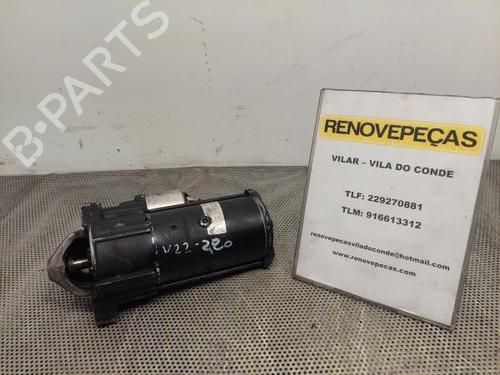 B-PARTS
RENOVEPEÇAS
VILAR – VILA DO CONDE
TLF: 229270881
TLM: 916613312
renovepecasviladoconde@hotmail.com
www.renovepecas.com
V22-220